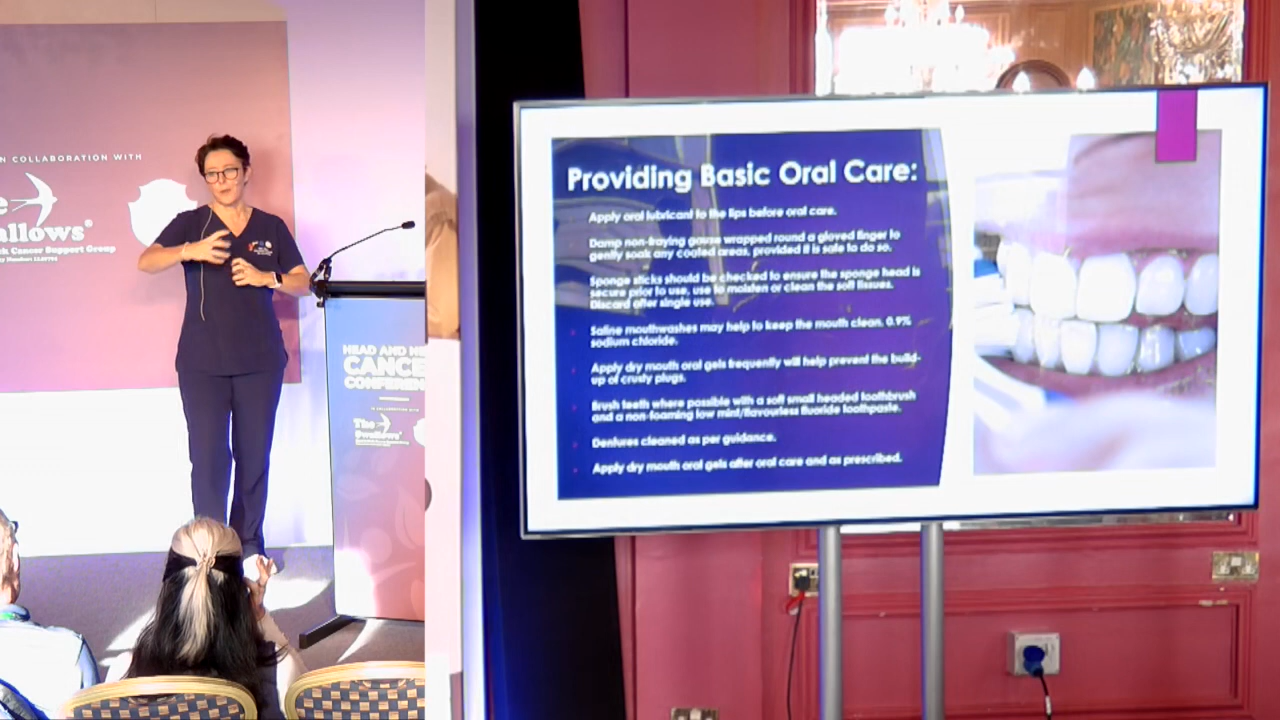 N COLLABORATION WITH
e
allows®
k Cancer Support Group
HEAD AND NE
CANCE
CONFEREN
IN COLLABORATION WITH
The
Swallows®
Providing Basic Oral Care:
Apply oral lubricant to the lips before oral care.
Damp non-fraying gauze wrapped round a gloved finger to
gently soak any coated areas, provided it is safe to do so.
Sponge sticks should be checked to ensure the sponge head is
secure prior to use, use to moisten or clean the soft tissues.
Discard after single use.
Saline mouthwashes may help to keep the mouth clean. 0.9%
sodium chloride.
Apply dry mouth oral gels frequently will help prevent the build-
up of crusty plugs.
Brush teeth where possible with a soft small headed toothbrush
and a non-foaming low mint/flavourless fluoride toothpaste.
Dentures cleaned as per guidance.
Apply dry mouth oral gels after oral care and as prescribed.